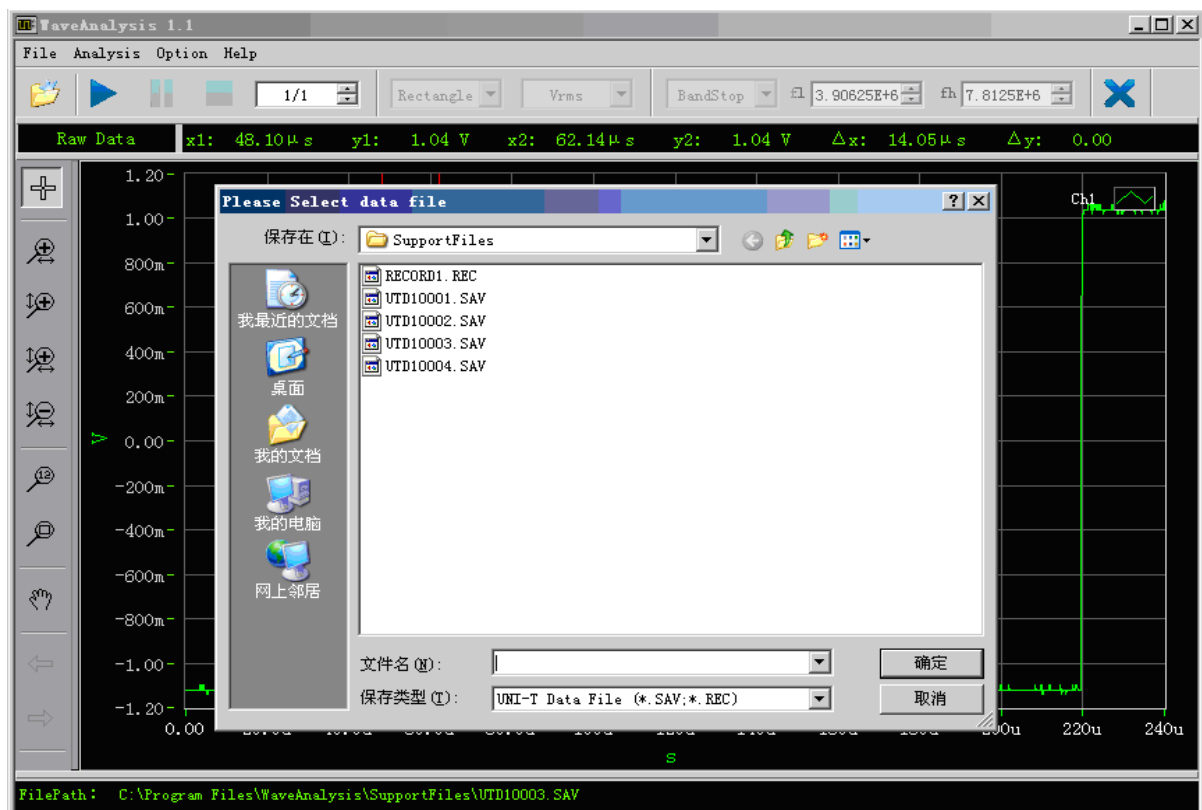 WaveAnalysis 1.1
File Analysis Option Help
1/1 Rectangle Vrms BandStop fl 3.90625E+6 fh 7.8125E+6
Raw Data x1: 48.10μs y1: 1.04 V x2: 62.14μs y2: 1.04 V △x: 14.05μs △y: 0.00
1.20
1.00
800m
600m
400m
200m
0.00
-200m
-400m
-600m
-800m
-1.00
-1.20
V
Ch1
Please Select data file
保存在(I): SupportFiles
我最近的文档
桌面
我的文档
我的电脑
网上邻居
RECORD1.REC
UTD10001.SAV
UTD10002.SAV
UTD10003.SAV
UTD10004.SAV
文件名(N): 确定
保存类型(T): UNI-T Data File (*.SAV;*.REC) 取消
0.00 220u 240u
s
FilePath: C:\Program Files\WaveAnalysis\SupportFiles\UTD10003.SAV